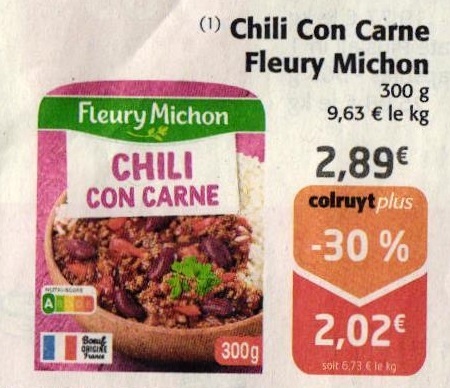 (1) Chili Con Carne
Fleury Michon
300 g
9,63 € le kg
2,89€
colruyt plus
-30 %
2,02€
soit 6,73 € le kg
Fleury Michon
CHILI
CON CARNE
NUTRI-SCORE
A
Bœuf
ORIGINE
France
300g